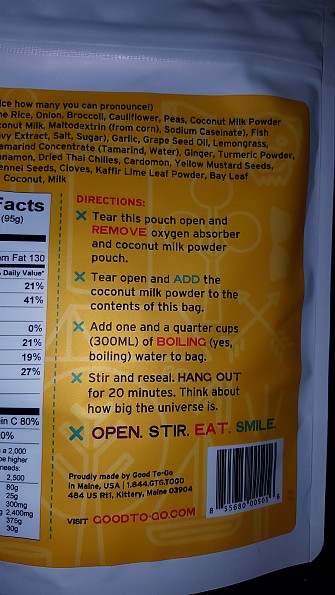 ice how many you can pronounce!)
ne Rice, Onion, Broccoli, Cauliflower, Peas, Coconut Milk Powder
conut Milk, Maltodextrin (from corn), Sodium Caseinate), Fish
vy Extract, Salt, Sugar), Garlic, Grape Seed Oil, Lemongrass,
amarind Concentrate (Tamarind, Water), Ginger, Turmeric Powder,
nnamon, Dried Thai Chilies, Cardomon, Yellow Mustard Seeds,
ennel Seeds, Cloves, Kaffir Lime Leaf Powder, Bay Leaf
Coconut, Milk
Facts
(95g)
om Fat 130
% Daily Value*
21%
41%
0%
21%
19%
27%
in C 80%
0%
a 2,000
be higher
needs:
2,500
80g
25g
300mg
2,400mg
375g
30g
DIRECTIONS:
Tear this pouch open and
REMOVE oxygen absorber
and coconut milk powder
pouch.
Tear open and ADD the
coconut milk powder to the
contents of this bag.
Add one and a quarter cups
(300ML) of BOILING (yes,
boiling) water to bag.
Stir and reseal. HANG OUT
for 20 minutes. Think about
how big the universe is.
OPEN. STIR. EAT. SMILE.
Proudly made by Good To-Go
in Maine, USA | 1.844.GTG.TOGO
484 US Rt1, Kittery, Maine 03904
VISIT GOODTO-GO.COM
8 55680 00505 6